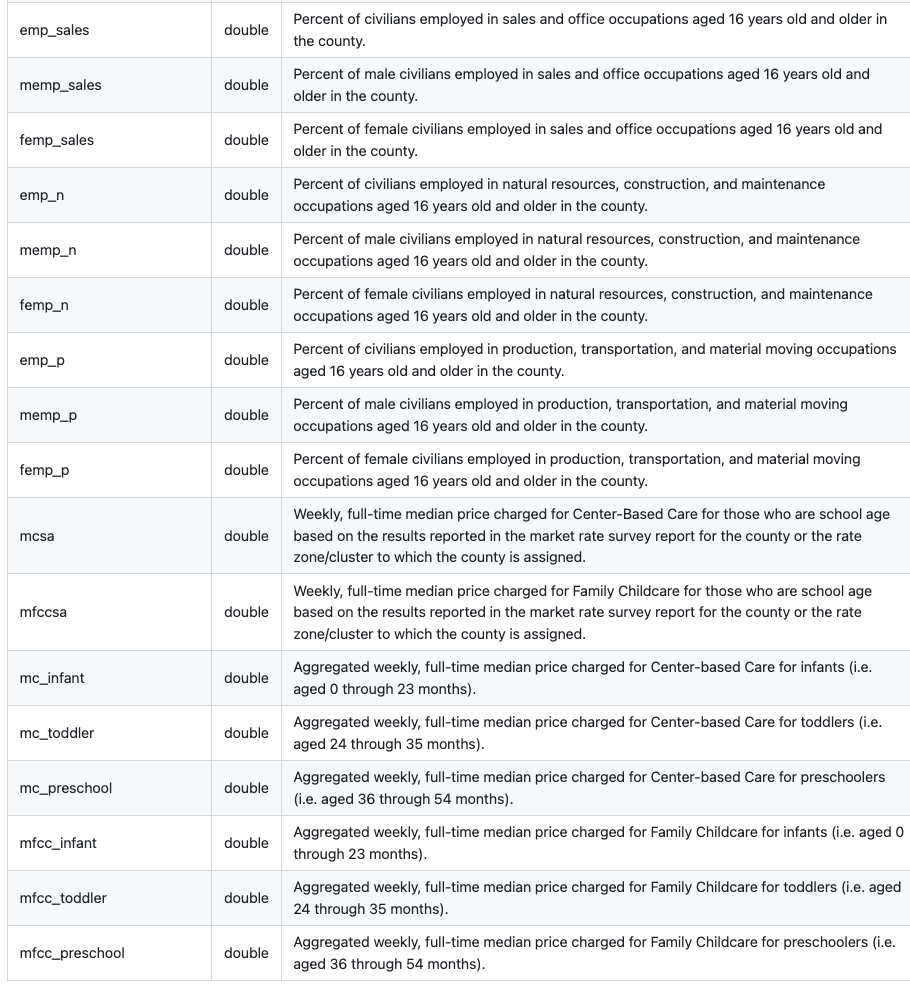 emp_sales double Percent of civilians employed in sales and office occupations aged 16 years old and older in
the county.
memp_sales double Percent of male civilians employed in sales and office occupations aged 16 years old and
older in the county.
femp_sales double Percent of female civilians employed in sales and office occupations aged 16 years old and
older in the county.
emp_n double Percent of civilians employed in natural resources, construction, and maintenance
occupations aged 16 years old and older in the county.
memp_n double Percent of male civilians employed in natural resources, construction, and maintenance
occupations aged 16 years old and older in the county.
femp_n double Percent of female civilians employed in natural resources, construction, and maintenance
occupations aged 16 years old and older in the county.
emp_p double Percent of civilians employed in production, transportation, and material moving occupations
aged 16 years old and older in the county.
memp_p double Percent of male civilians employed in production, transportation, and material moving
occupations aged 16 years old and older in the county.
femp_p double Percent of female civilians employed in production, transportation, and material moving
occupations aged 16 years old and older in the county.
mcsa double Weekly, full-time median price charged for Center-Based Care for those who are school age
based on the results reported in the market rate survey report for the county or the rate
zone/cluster to which the county is assigned.
mfccsa double Weekly, full-time median price charged for Family Childcare for those who are school age
based on the results reported in the market rate survey report for the county or the rate
zone/cluster to which the county is assigned.
mc_infant double Aggregated weekly, full-time median price charged for Center-based Care for infants (i.e.
aged 0 through 23 months).
mc_toddler double Aggregated weekly, full-time median price charged for Center-based Care for toddlers (i.e.
aged 24 through 35 months).
mc_preschool double Aggregated weekly, full-time median price charged for Center-based Care for preschoolers
(i.e. aged 36 through 54 months).
mfcc_infant double Aggregated weekly, full-time median price charged for Family Childcare for infants (i.e. aged 0
through 23 months).
mfcc_toddler double Aggregated weekly, full-time median price charged for Family Childcare for toddlers (i.e. aged
24 through 35 months).
mfcc_preschool double Aggregated weekly, full-time median price charged for Family Childcare for preschoolers (i.e.
aged 36 through 54 months).